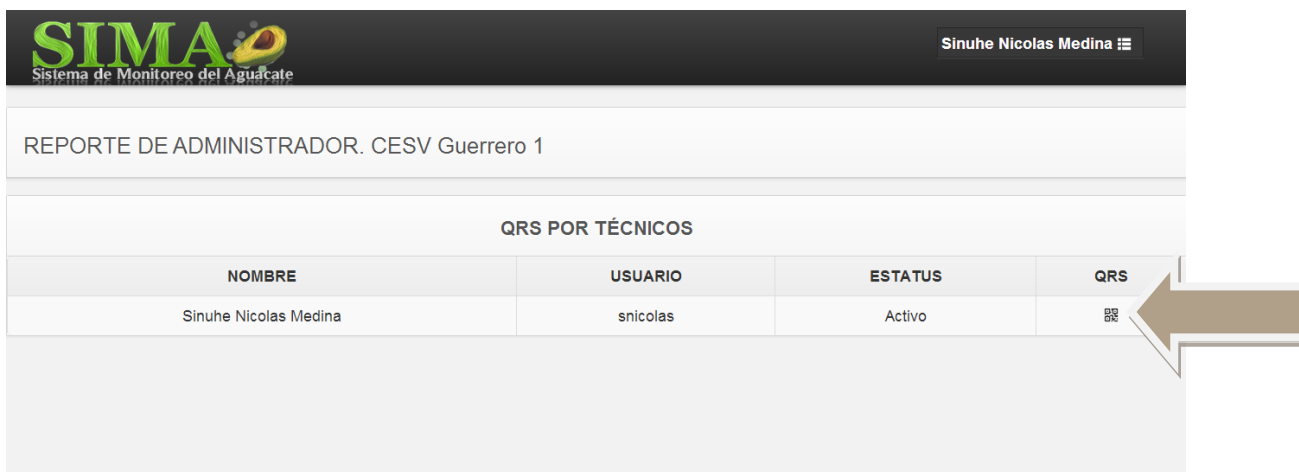 SIMA
Sistema de Monitoreo del Aguacate
Sinuhe Nicolas Medina
REPORTE DE ADMINISTRADOR. CESV Guerrero 1
QRS POR TÉCNICOS
NOMBRE USUARIO ESTATUS QRS
Sinuhe Nicolas Medina snicolas Activo